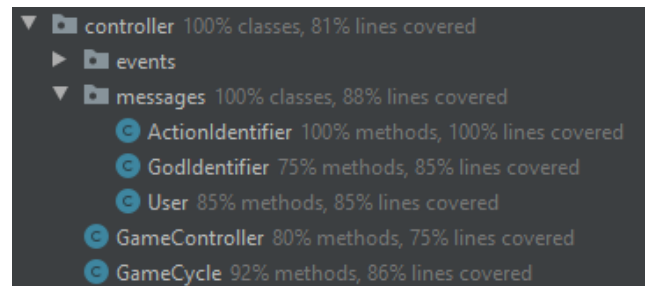 controller 100% classes, 81% lines covered
events
messages 100% classes, 88% lines covered
C ActionIdentifier 100% methods, 100% lines covered
C GodIdentifier 75% methods, 85% lines covered
C User 85% methods, 85% lines covered
C GameController 80% methods, 75% lines covered
C GameCycle 92% methods, 86% lines covered